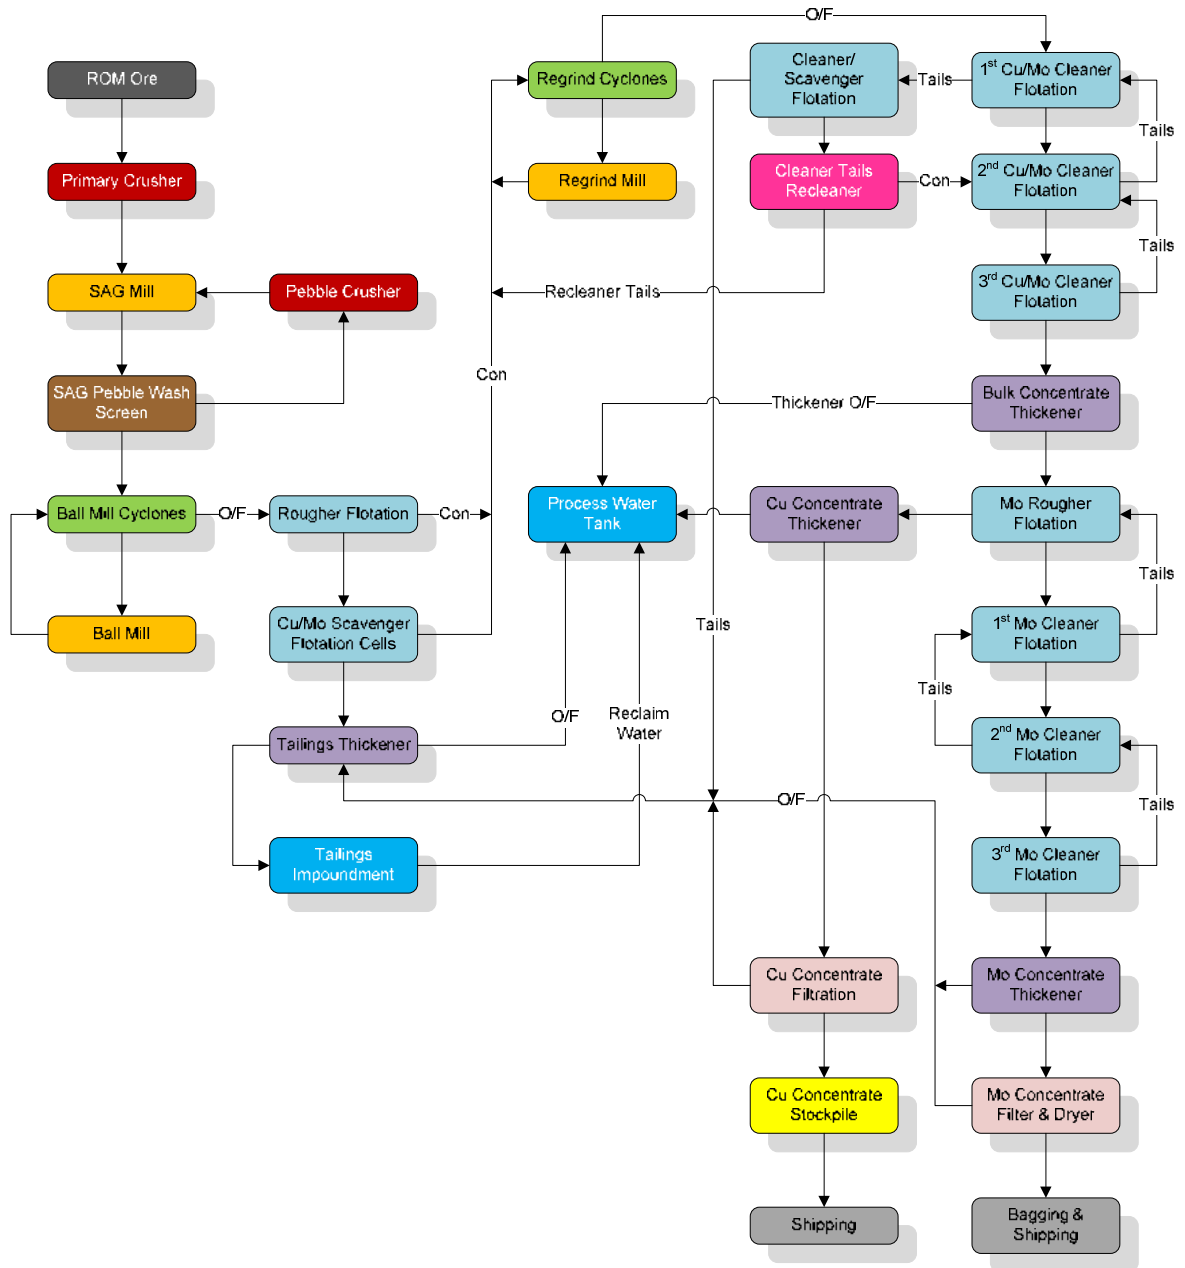 O/F
ROM Ore
Regrind Cyclones
Cleaner/
Scavenger
Flotation
Tails
1st Cu/Mo Cleaner
Flotation
Tails
Primary Crusher
Regrind Mill
Cleaner Tails
Recleaner
Con
2nd Cu/Mo Cleaner
Flotation
Tails
SAG Mill
Pebble Crusher
Recleaner Tails
3rd Cu/Mo Cleaner
Flotation
Con
SAG Pebble Wash
Screen
Thickener O/F
Bulk Concentrate
Thickener
Ball Mill Cyclones
O/F
Rougher Flotation
Con
Process Water
Tank
Cu Concentrate
Thickener
Mo Rougher
Flotation
Tails
Ball Mill
Cu/Mo Scavenger
Flotation Cells
Tails
1st Mo Cleaner
Flotation
Tails
O/F
Reclaim
Water
Tailings Thickener
2nd Mo Cleaner
Flotation
O/F
Tails
Tailings
Impoundment
3rd Mo Cleaner
Flotation
Cu Concentrate
Filtration
Mo Concentrate
Thickener
Cu Concentrate
Stockpile
Mo Concentrate
Filter & Dryer
Shipping
Bagging &
Shipping